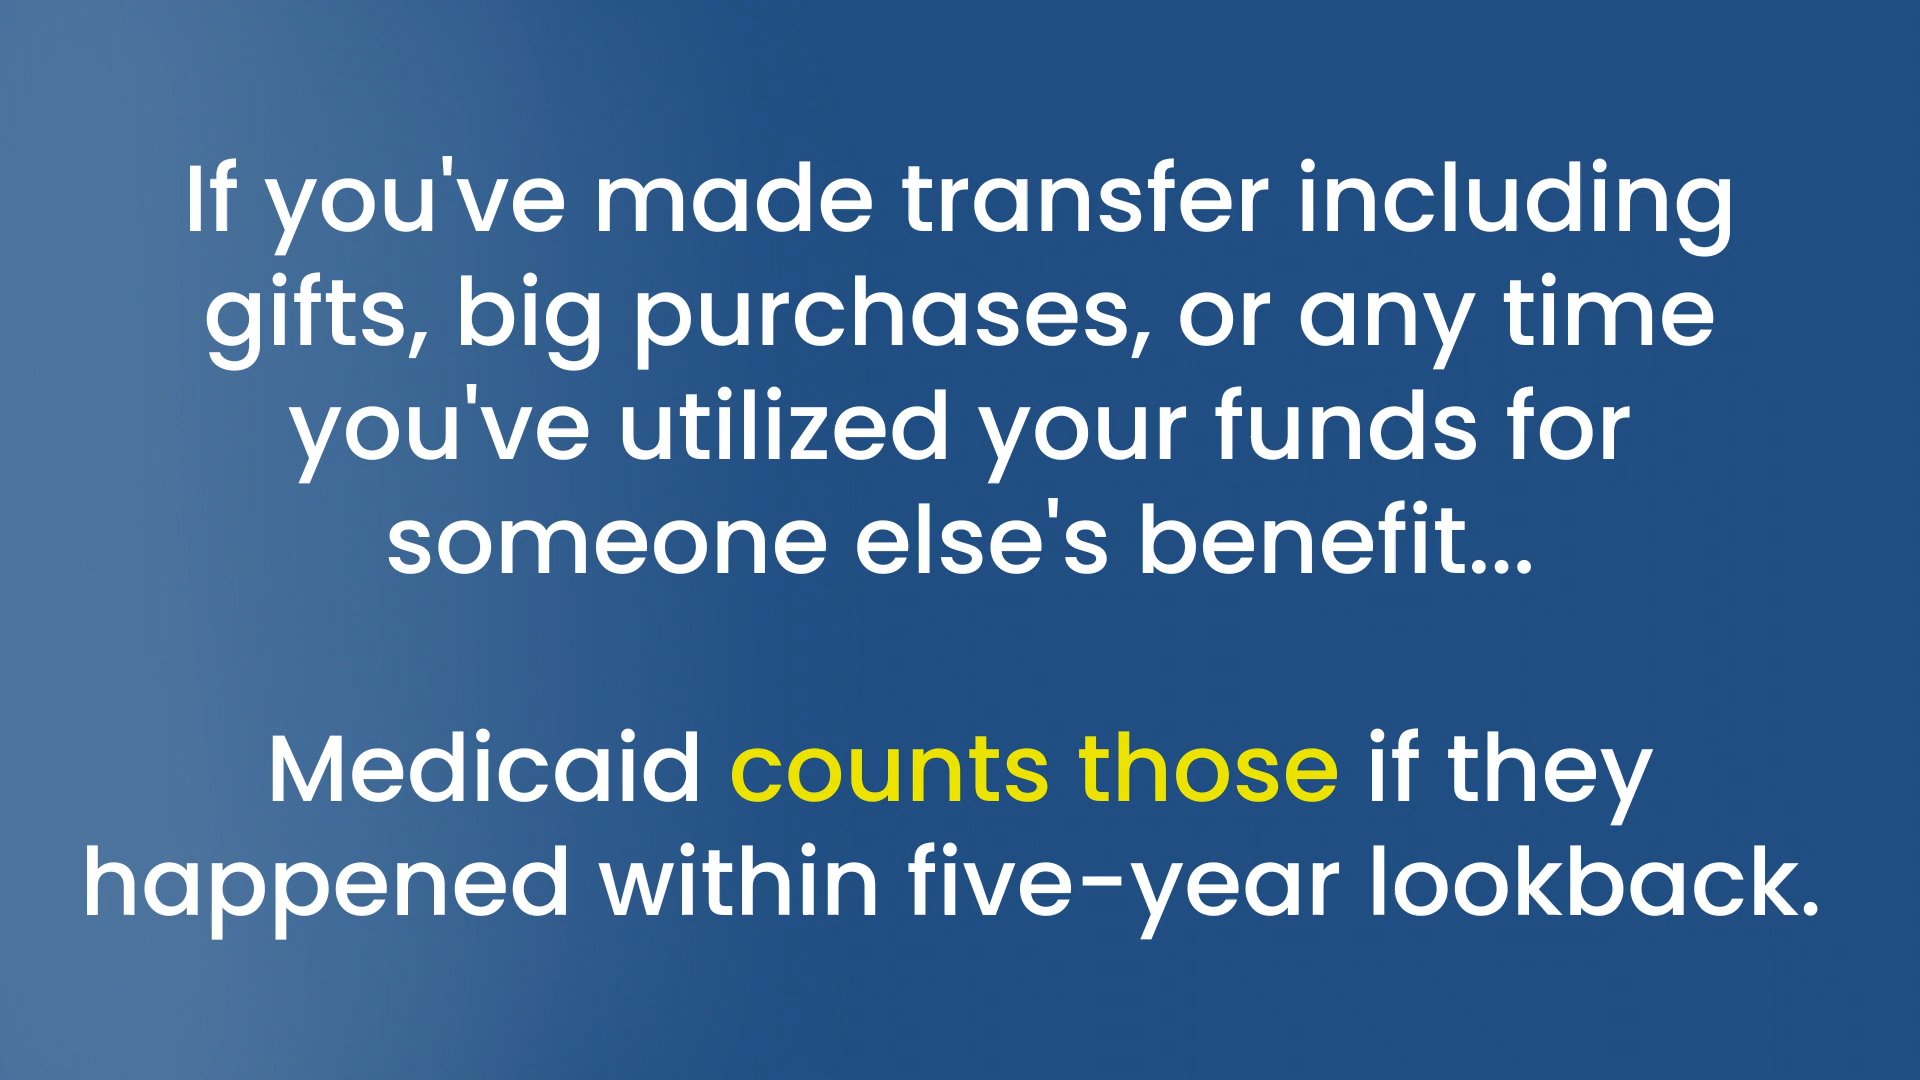 If you've made transfer including
gifts, big purchases, or any time
you've utilized your funds for
someone else's benefit...
Medicaid counts those if they
happened within five-year lookback.